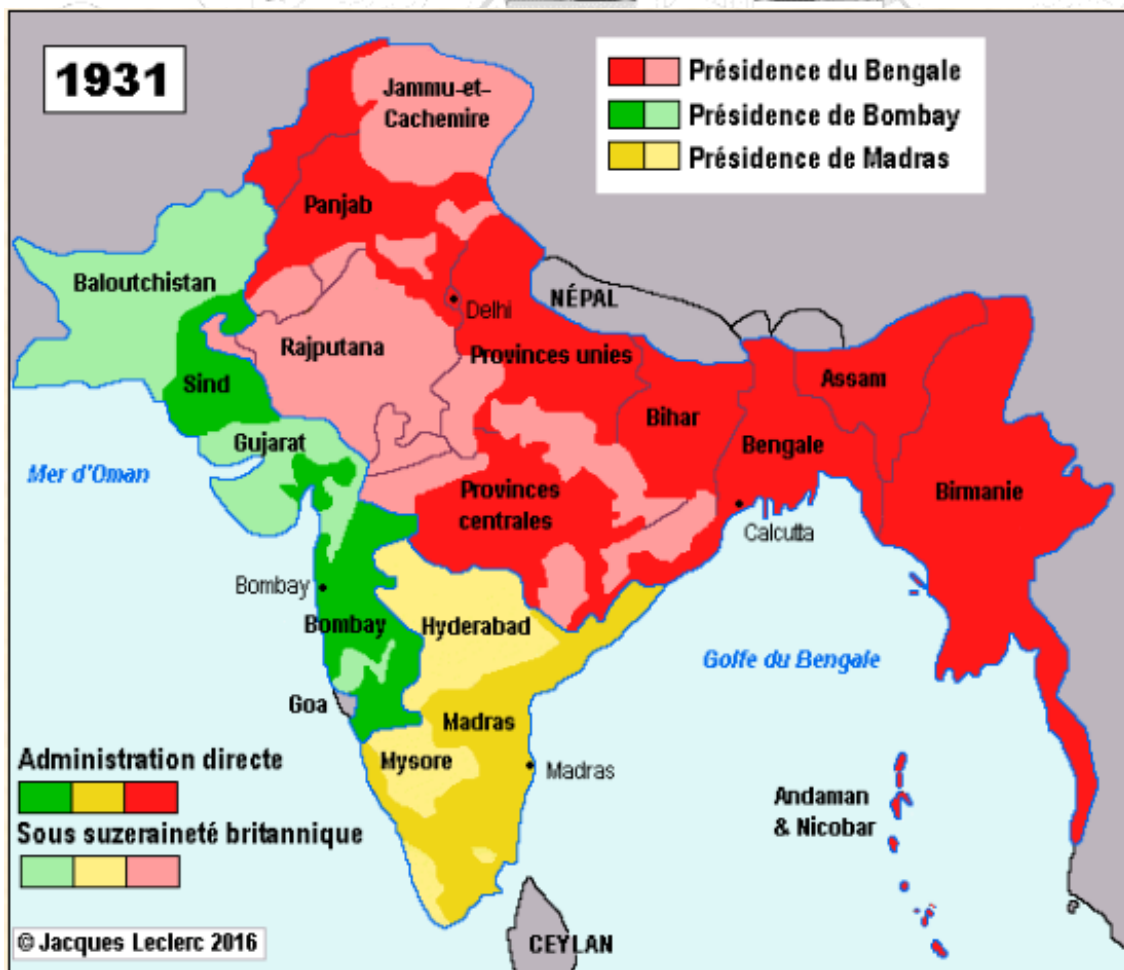 1931
Présidence du Bengale
Présidence de Bombay
Présidence de Madras
Jammu-et-
Cachemire
Panjab
Baloutchistan
Delhi
NÉPAL
Rajputana
Provinces unies
Sind
Assam
Bihar
Gujarat
Bengale
Mer d'Oman
Provinces
centrales
Birmanie
Calcutta
Bombay
Bombay
Hyderabad
Golfe du Bengale
Goa
Madras
Mysore
Madras
Administration directe
Sous suzeraineté britannique
Andaman
& Nicobar
© Jacques Leclerc 2016
CEYLAN